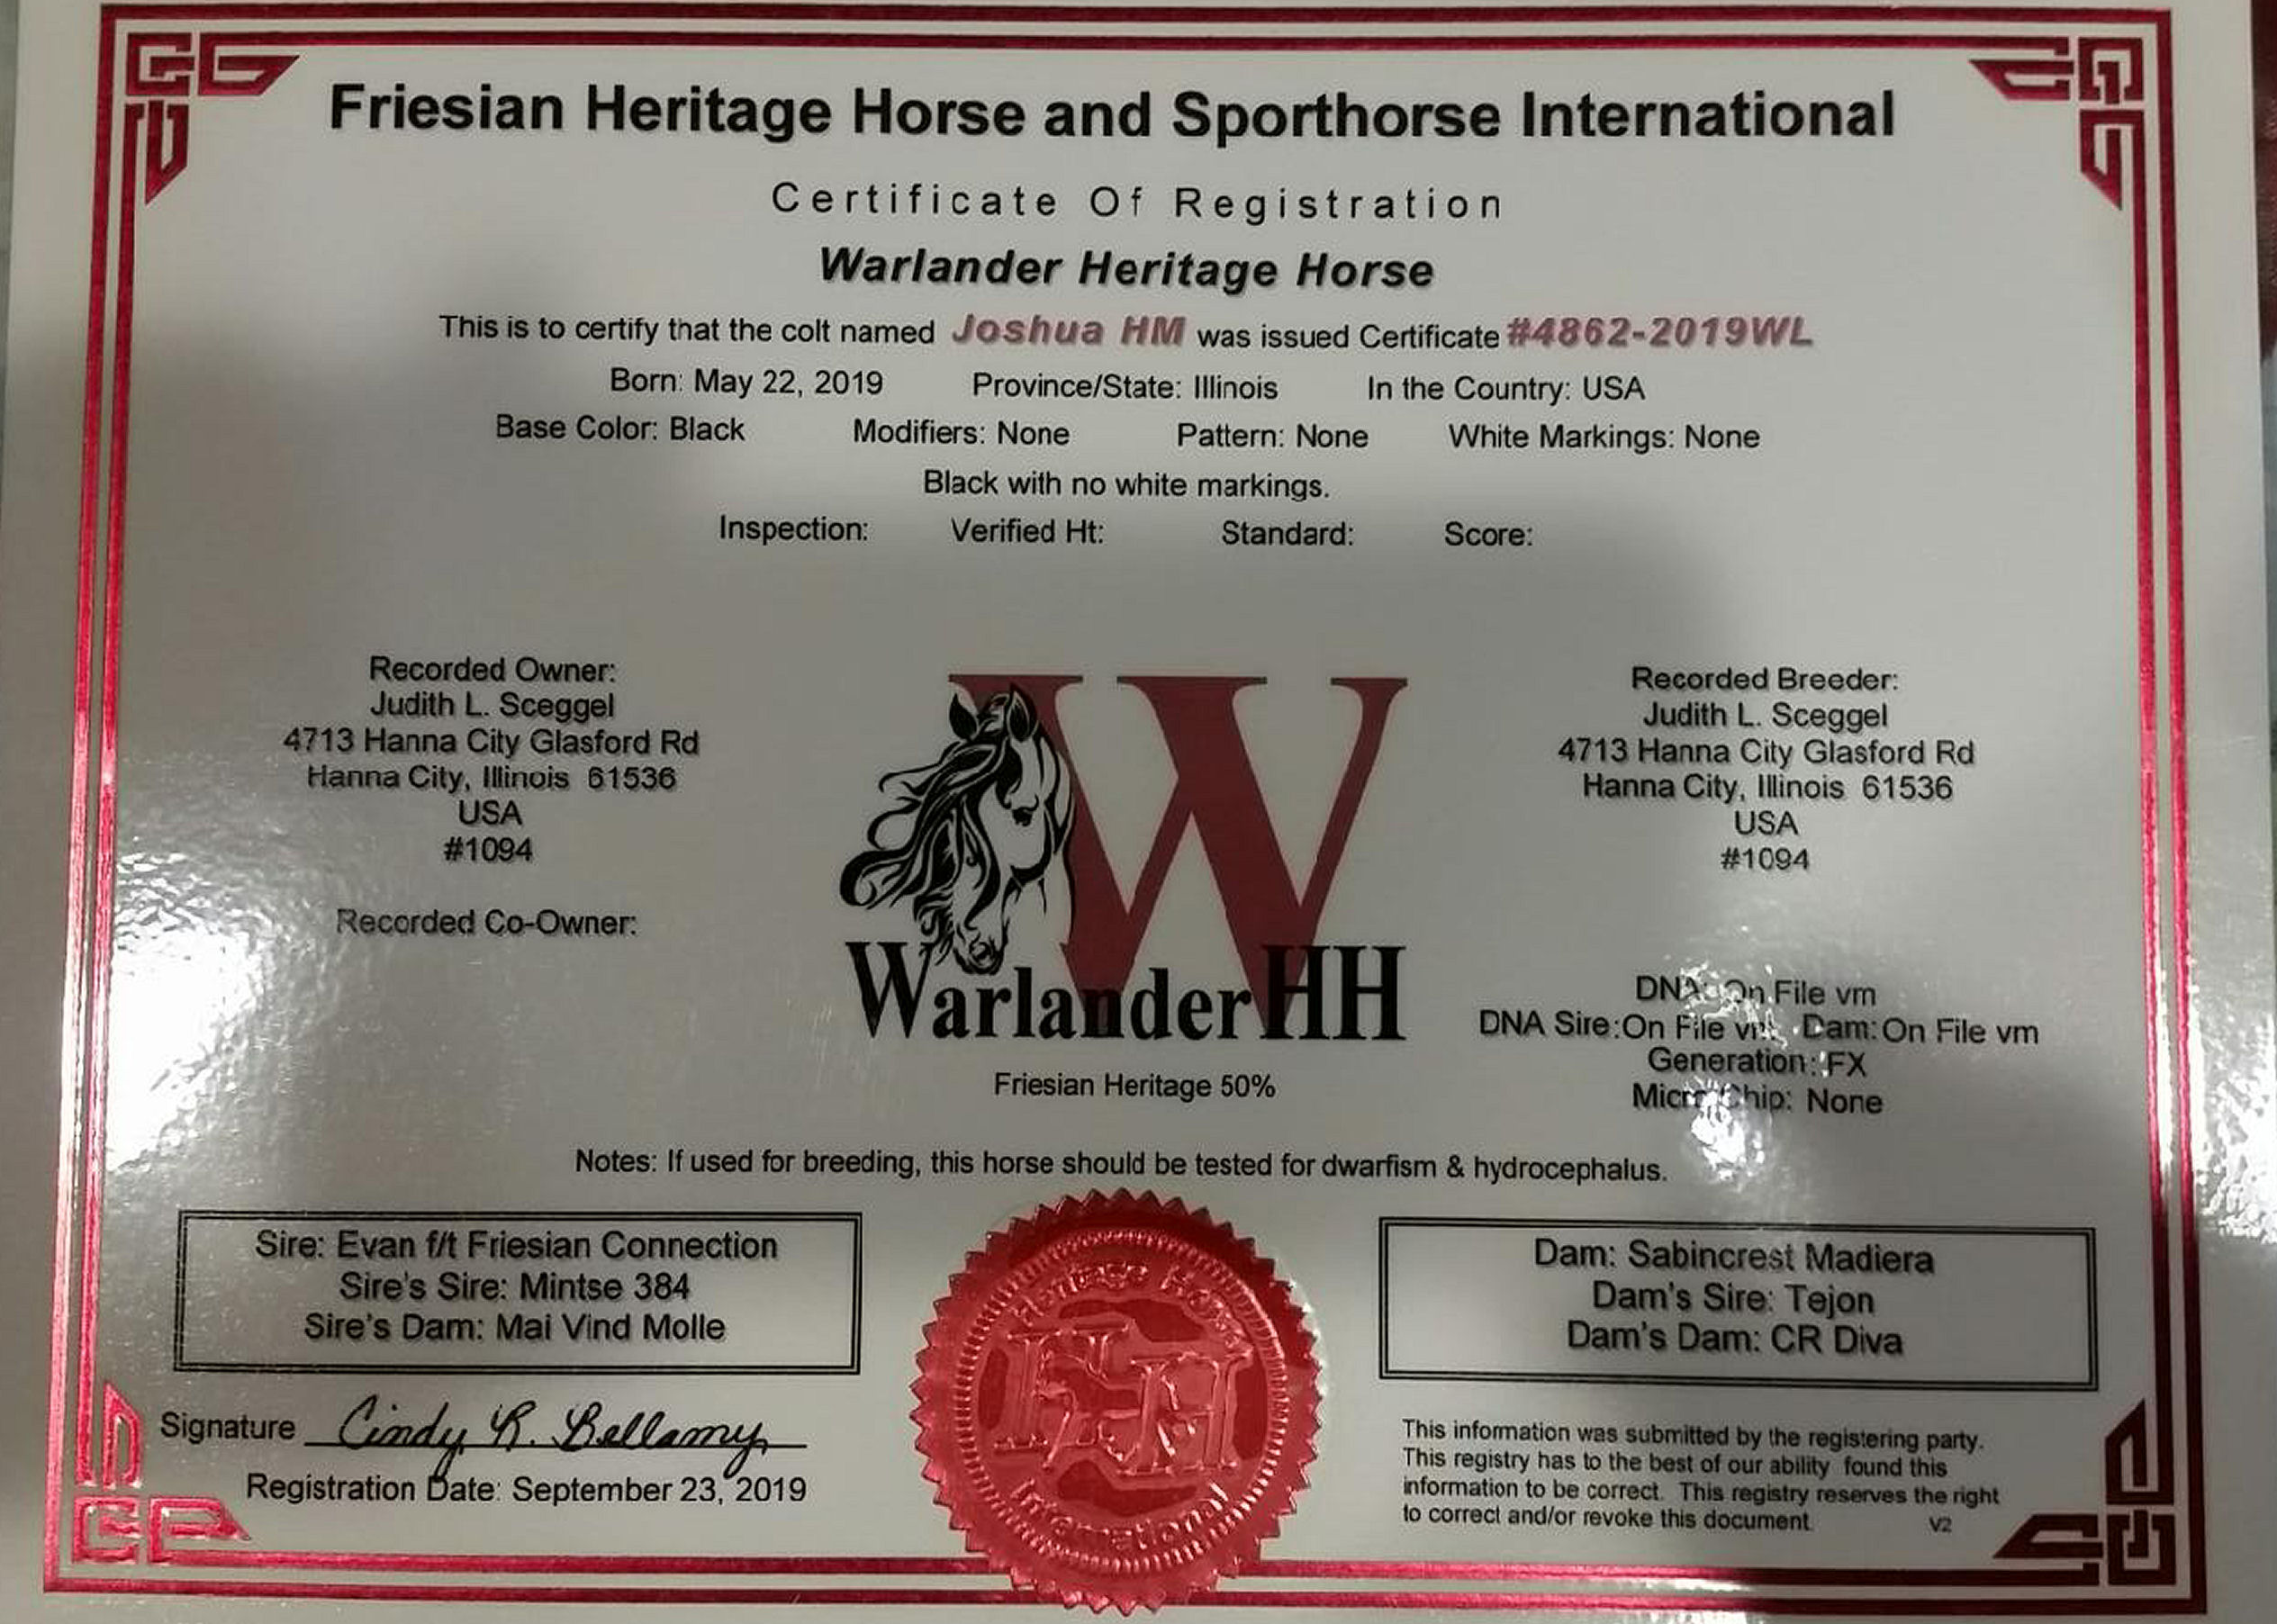 Friesian Heritage Horse and Sporthorse International
Certificate Of Registration
Warlander Heritage Horse
This is to certify that the colt named Joshua HM was issued Certificate #4862-2019WL
Born: May 22, 2019 Province/State: Illinois In the Country: USA
Base Color: Black Modifiers: None Pattern: None White Markings: None
Black with no white markings.
Inspection: Verified Ht: Standard: Score:
Recorded Owner:
Judith L. Sceggel
4713 Hanna City Glasford Rd
Hanna City, Illinois 61536
USA
#1094
Recorded Co-Owner:
W
WarlanderHH
Friesian Heritage 50%
Recorded Breeder:
Judith L. Sceggel
4713 Hanna City Glasford Rd
Hanna City, Illinois 61536
USA
#1094
DNA: On File vm
DNA Sire:On File vm Dam:On File vm
Generation: FX
Micro Chip: None
Notes: If used for breeding, this horse should be tested for dwarfism & hydrocephalus.
Sire: Evan f/t Friesian Connection
Sire's Sire: Mintse 384
Sire's Dam: Mai Vind Molle
Dam: Sabincrest Madiera
Dam's Sire: Tejon
Dam's Dam: CR Diva
Signature Cindy R. Bellamy
Registration Date: September 23, 2019
Heritage Horse
International
This information was submitted by the registering party.
This registry has to the best of our ability found this
information to be correct. This registry reserves the right
to correct and/or revoke this document. V2